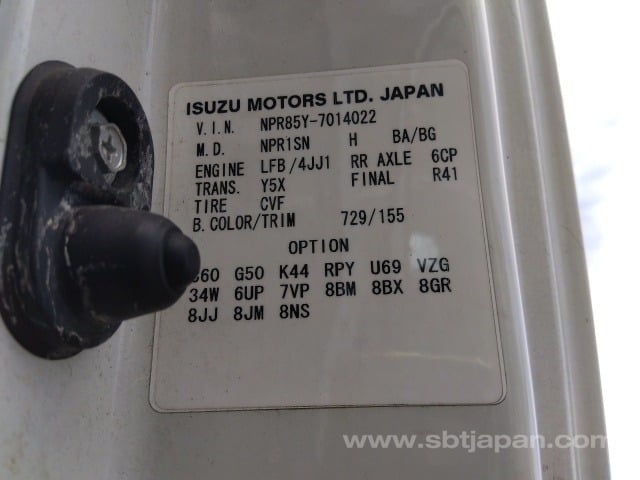 ISUZU MOTORS LTD. JAPAN
V.I.N. NPR85Y-7014022
M.D. NPR1SN H BA/BG
ENGINE LFB/4JJ1 RR AXLE 6CP
TRANS. Y5X FINAL R41
TIRE CVF
B.COLOR/TRIM 729/155
OPTION
G50 K44 RPY U69 VZG
34W 6UP 7VP 8BM 8BX 8GR
8JJ 8JM 8NS
www.sbtjapan.com